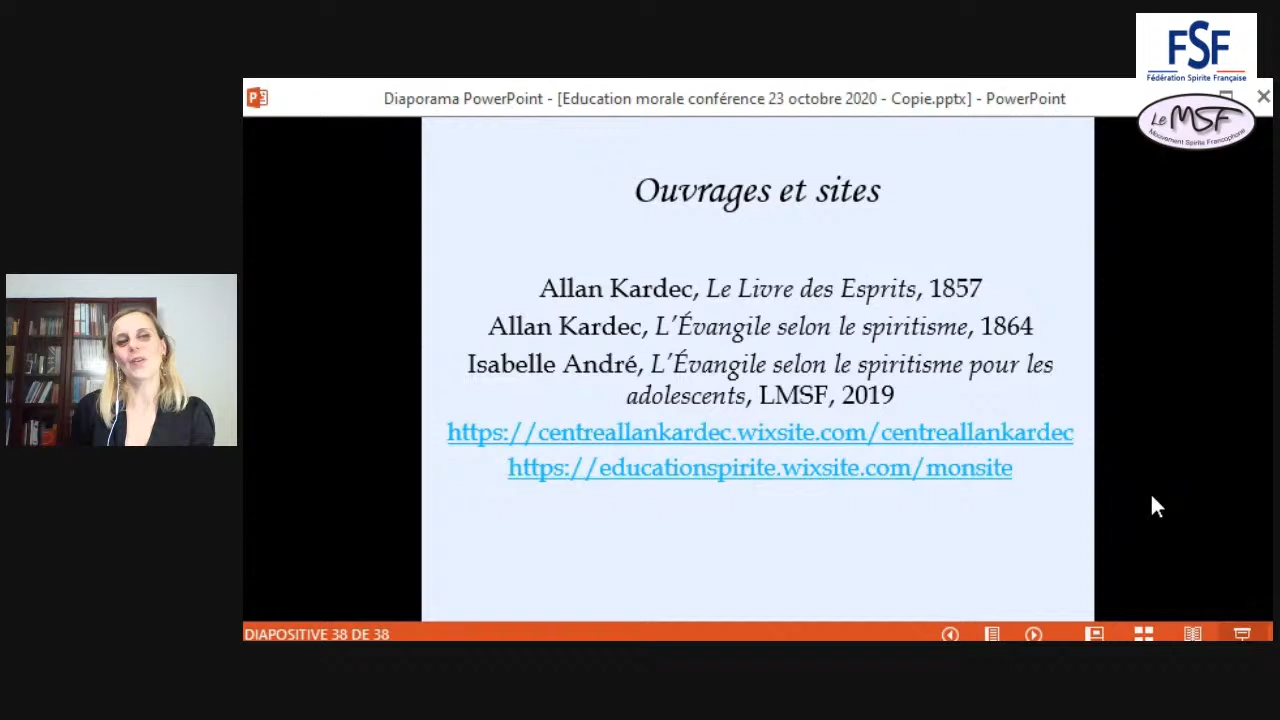 FSF
Fédération Spirite Française
Le MSF
Mouvement Spirite Francophone
Diaporama PowerPoint - [Education morale conférence 23 octobre 2020 - Copie.pptx] - PowerPoint
Ouvrages et sites
Allan Kardec, Le Livre des Esprits, 1857
Allan Kardec, L'Évangile selon le spiritisme, 1864
Isabelle André, L'Évangile selon le spiritisme pour les
adolescents, LMSF, 2019
https://centreallankardec.wixsite.com/centreallankardec
https://educationspirite.wixsite.com/monsite
DIAPOSITIVE 38 DE 38